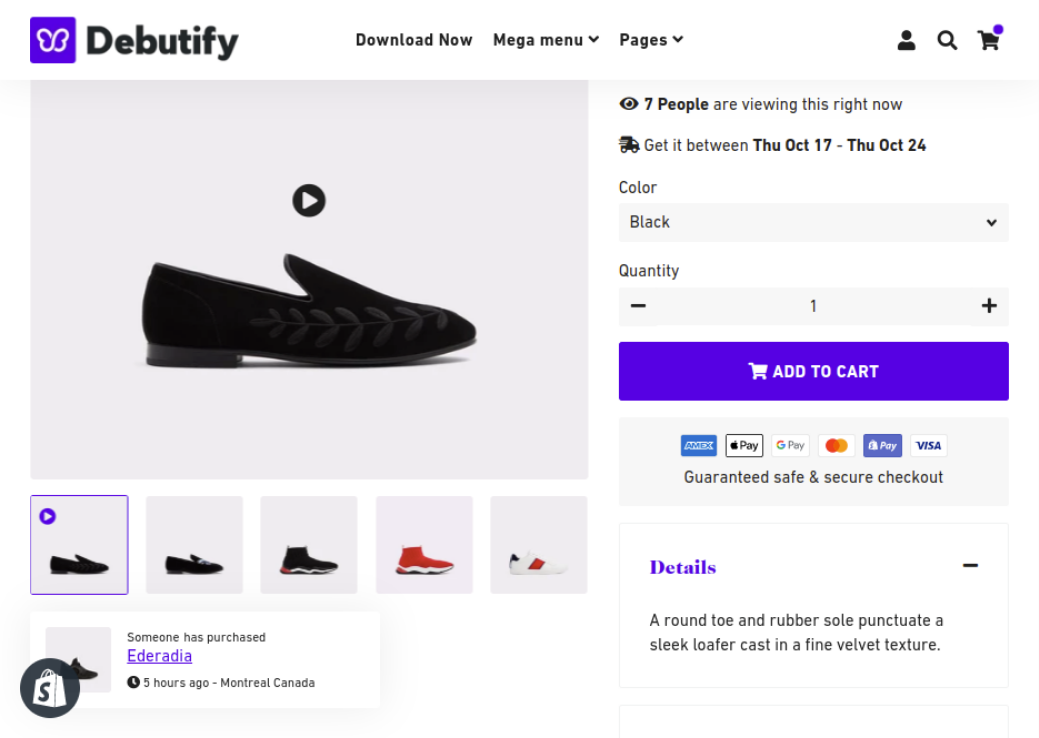 Debutify
Download Now Mega menu Pages
7 People are viewing this right now
Get it between Thu Oct 17 - Thu Oct 24
Color
Black
Quantity
1
ADD TO CART
AMEX Pay G Pay Pay VISA
Guaranteed safe & secure checkout
Details
A round toe and rubber sole punctuate a
sleek loafer cast in a fine velvet texture.
Someone has purchased
Ederadia
5 hours ago - Montreal Canada